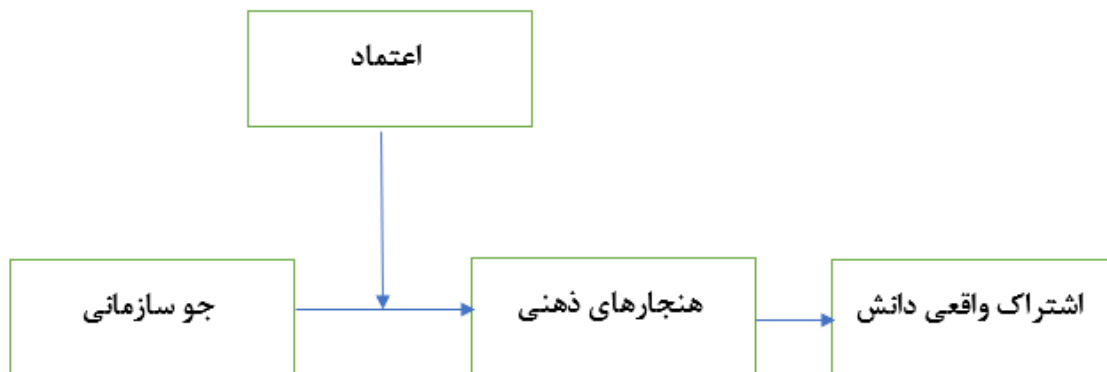 اعتماد
جو سازمانی
هنجارهای ذهنی
اشتراک واقعی دانش